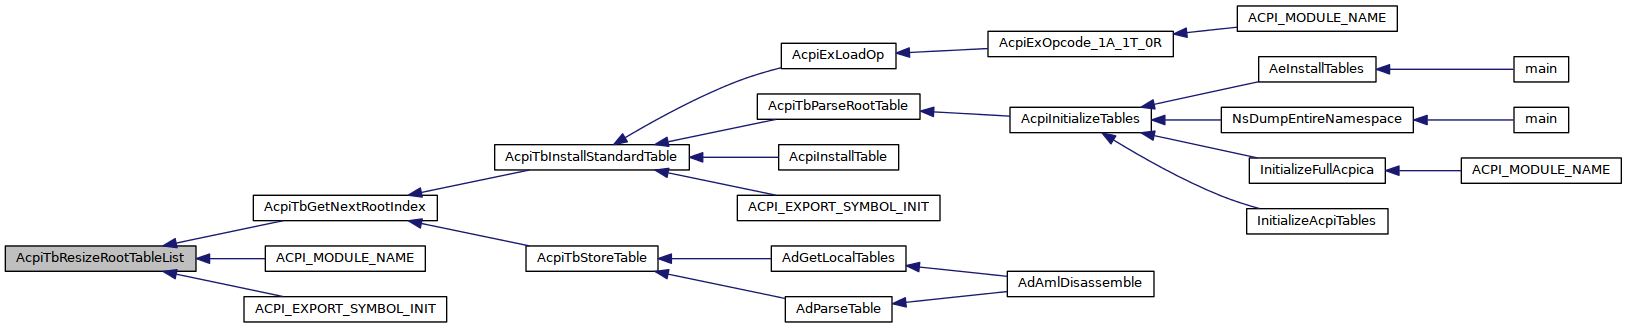 ACPI_MODULE_NAME
AcpiExOpcode_1A_1T_0R
AcpiExLoadOp
AeInstallTables
main
AcpiTbParseRootTable
AcpiInitializeTables
NsDumpEntireNamespace
main
AcpiTbInstallStandardTable
AcpiInstallTable
InitializeFullAcpica
ACPI_MODULE_NAME
AcpiTbGetNextRootIndex
ACPI_EXPORT_SYMBOL_INIT
InitializeAcpiTables
AcpiTbResizeRootTableList
ACPI_MODULE_NAME
AcpiTbStoreTable
AdGetLocalTables
AdAmlDisassemble
ACPI_EXPORT_SYMBOL_INIT
AdParseTable